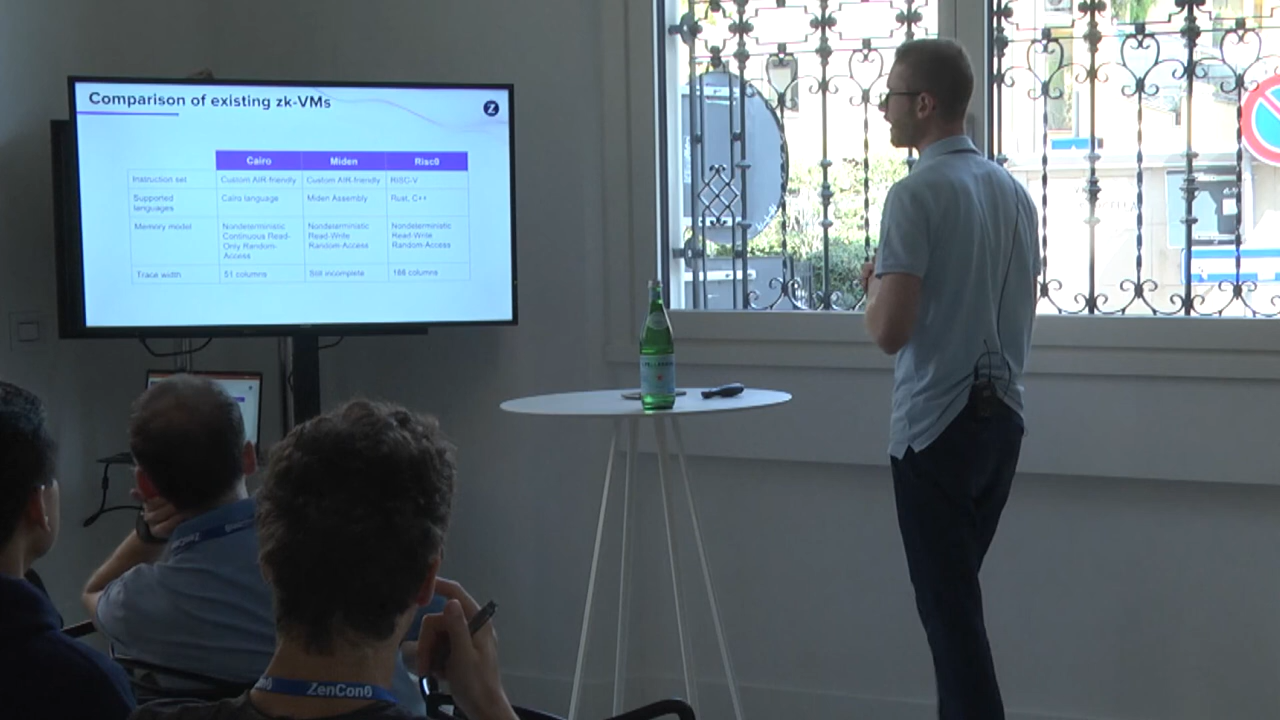 Comparison of existing zk-VMs
Z
Cairo Miden Risc0
Instruction set Custom AIR-friendly Custom AIR-friendly RISC-V
Supported languages Cairo language Miden Assembly Rust, C++
Memory model Nondeterministic Continuous Read-Only Random-Access Nondeterministic Read-Write Random-Access Nondeterministic Read-Write Random-Access
Trace width 51 columns Still incomplete 186 columns
ZenCon6